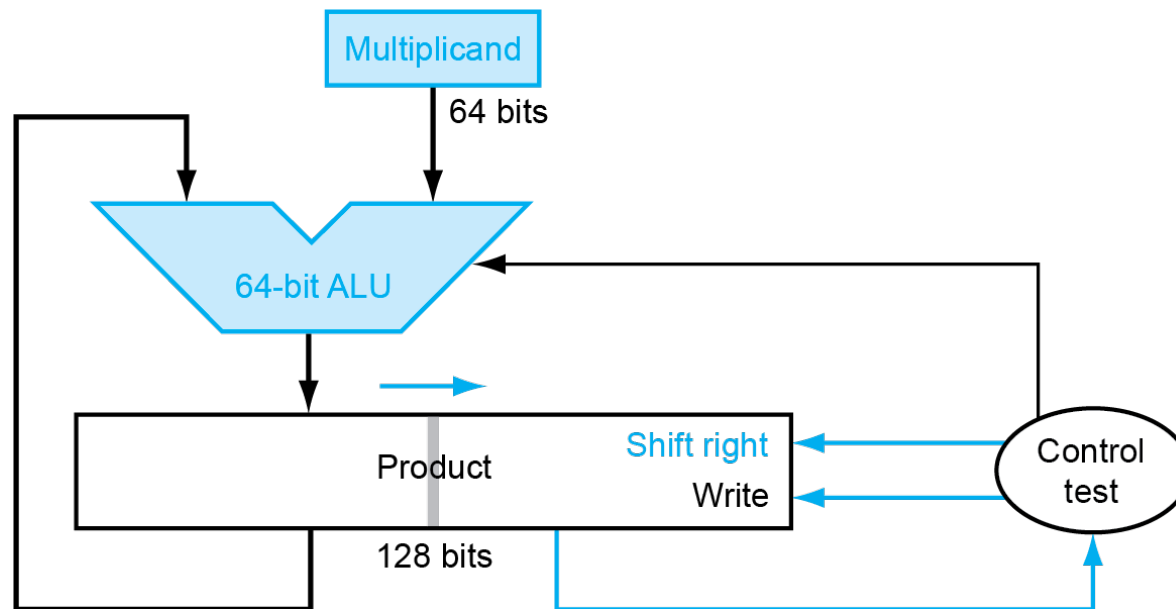 Multiplicand
64 bits
64-bit ALU
Product
Shift right
Write
128 bits
Control
test